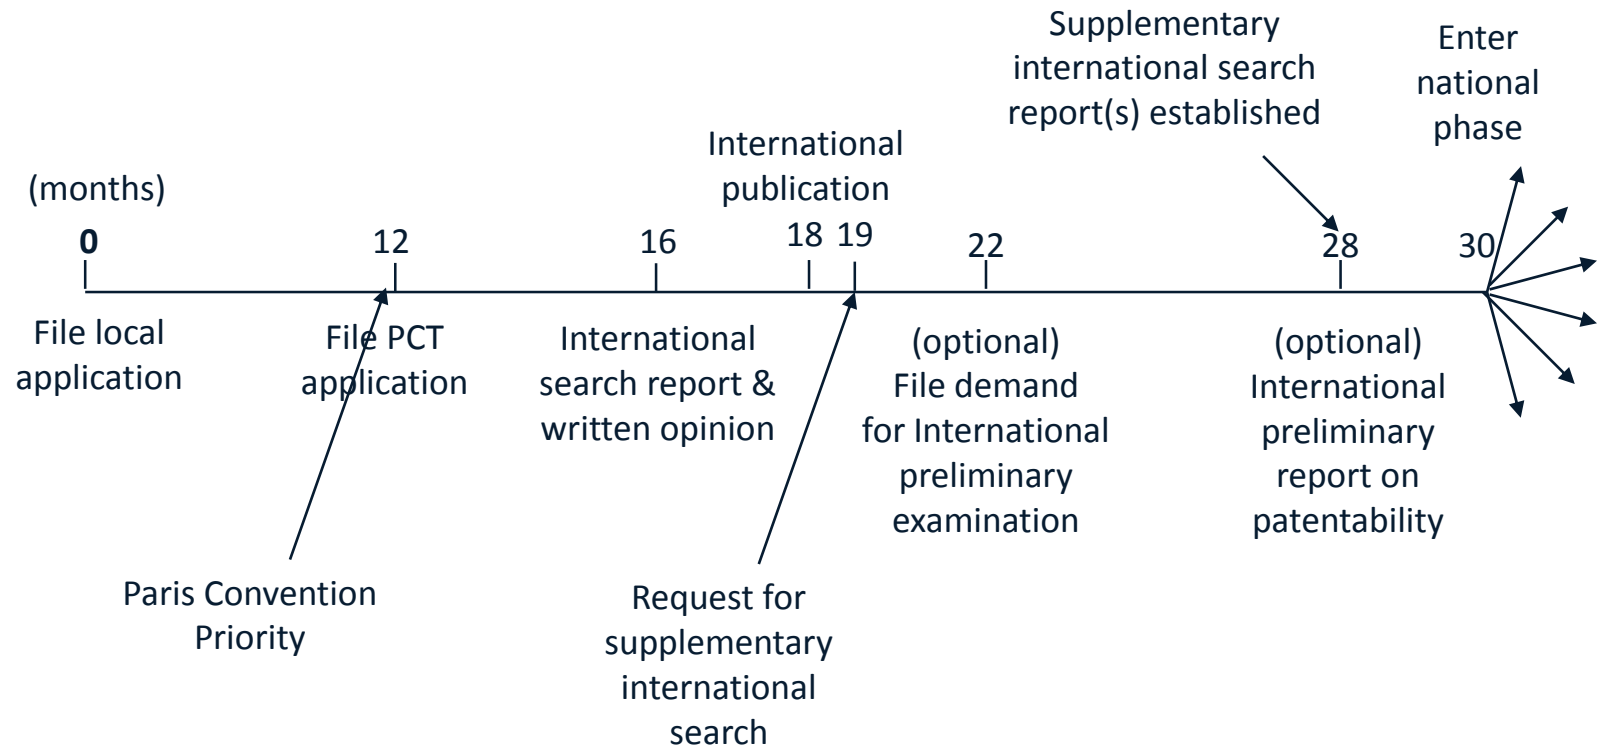 Supplementary
international search
report(s) established
Enter
national
phase
International
publication
(months)
0
12
16
18
19
22
28
30
File local
application
File PCT
application
International
search report &
written opinion
(optional)
File demand
for International
preliminary
examination
(optional)
International
preliminary
report on
patentability
Paris Convention
Priority
Request for
supplementary
international
search